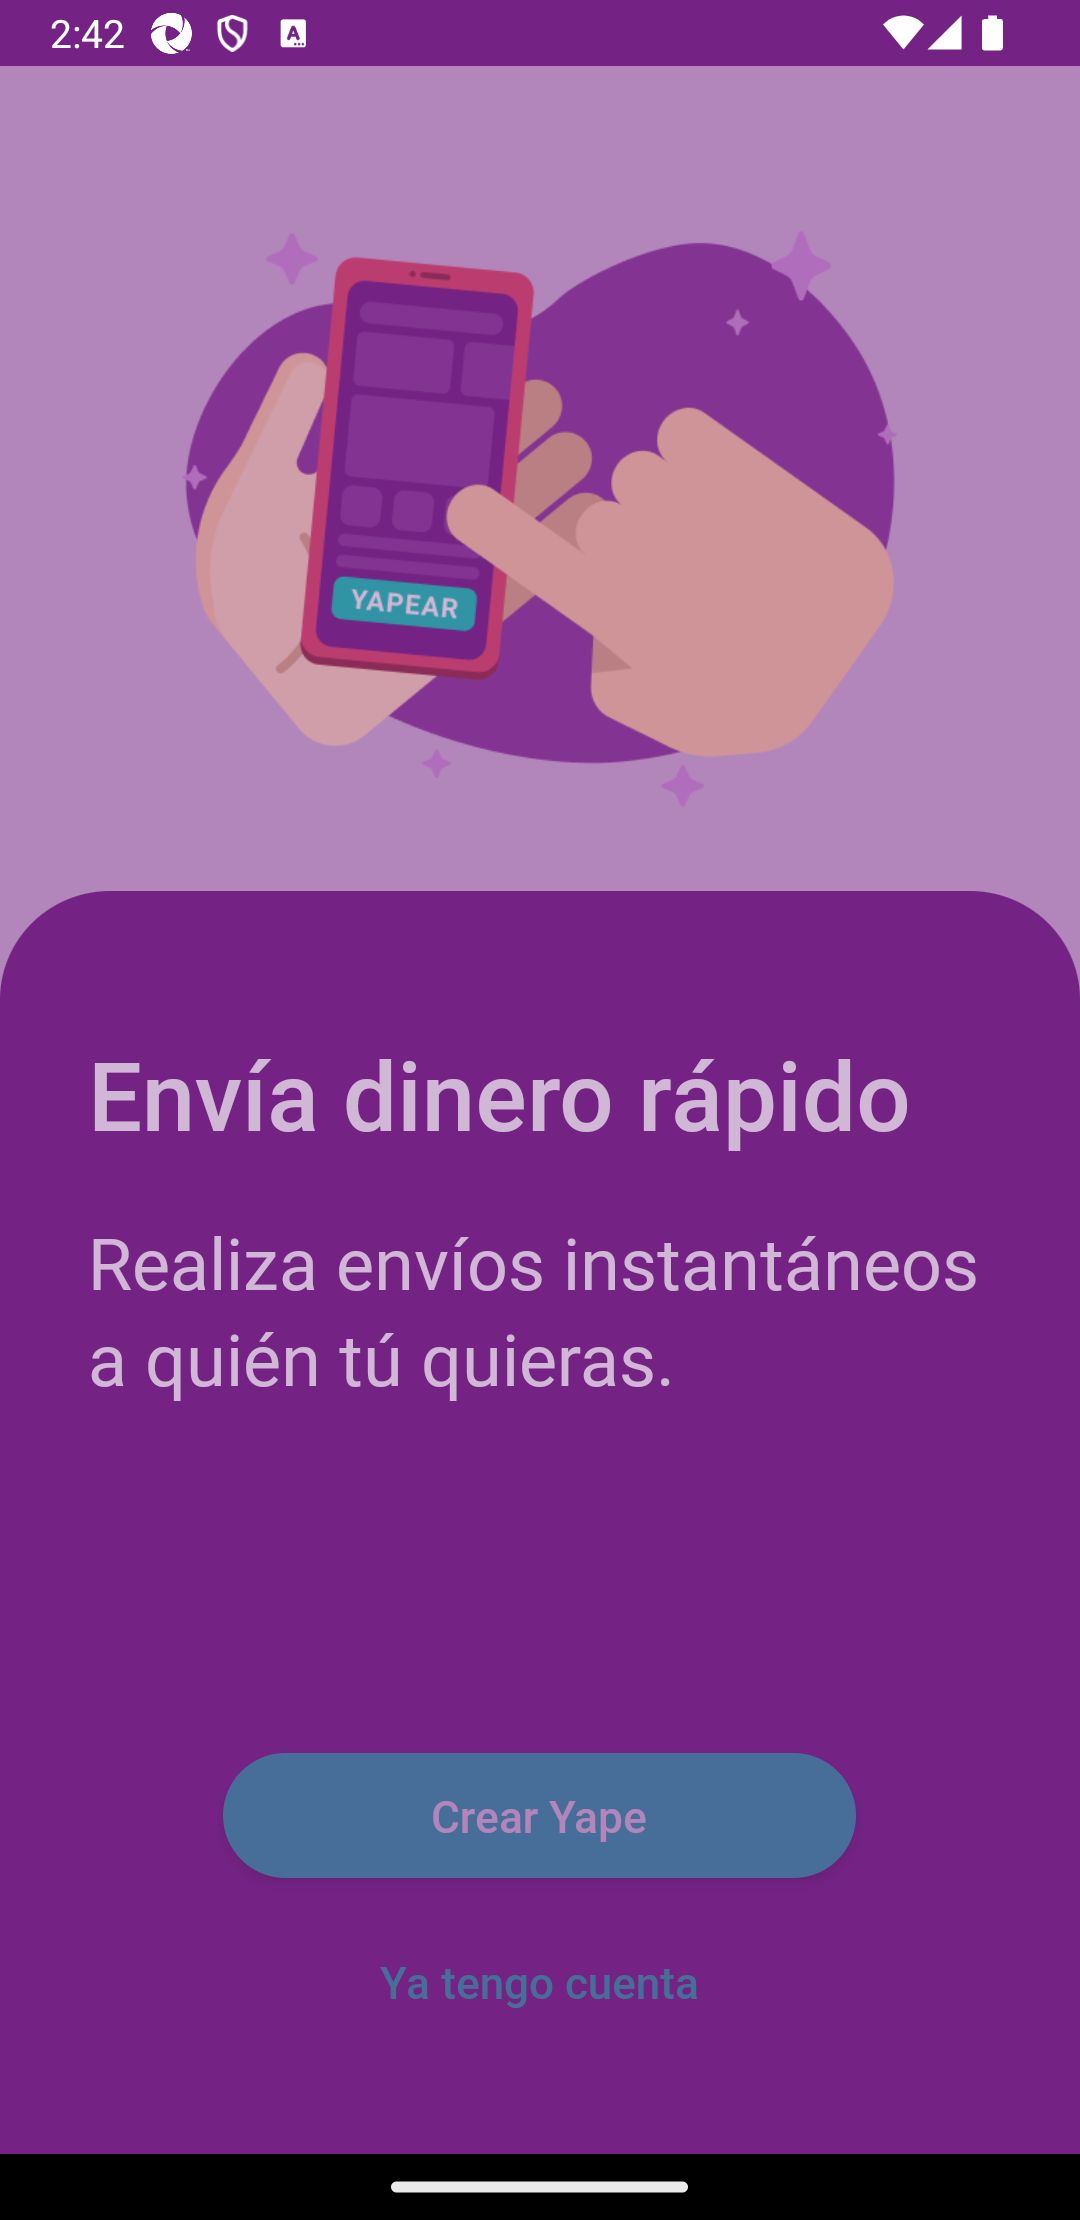 2:42
YAPEAR
Envía dinero rápido
Realiza envíos instantáneos
a quién tú quieras.
Crear Yape
Ya tengo cuenta